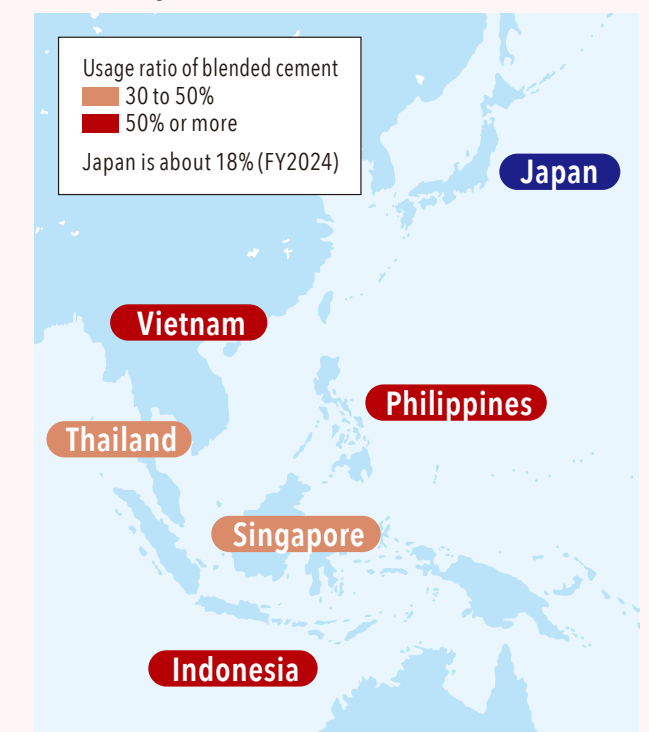 Usage ratio of blended cement
30 to 50%
50% or more
Japan is about 18% (FY2024)
Japan
Vietnam
Philippines
Thailand
Singapore
Indonesia